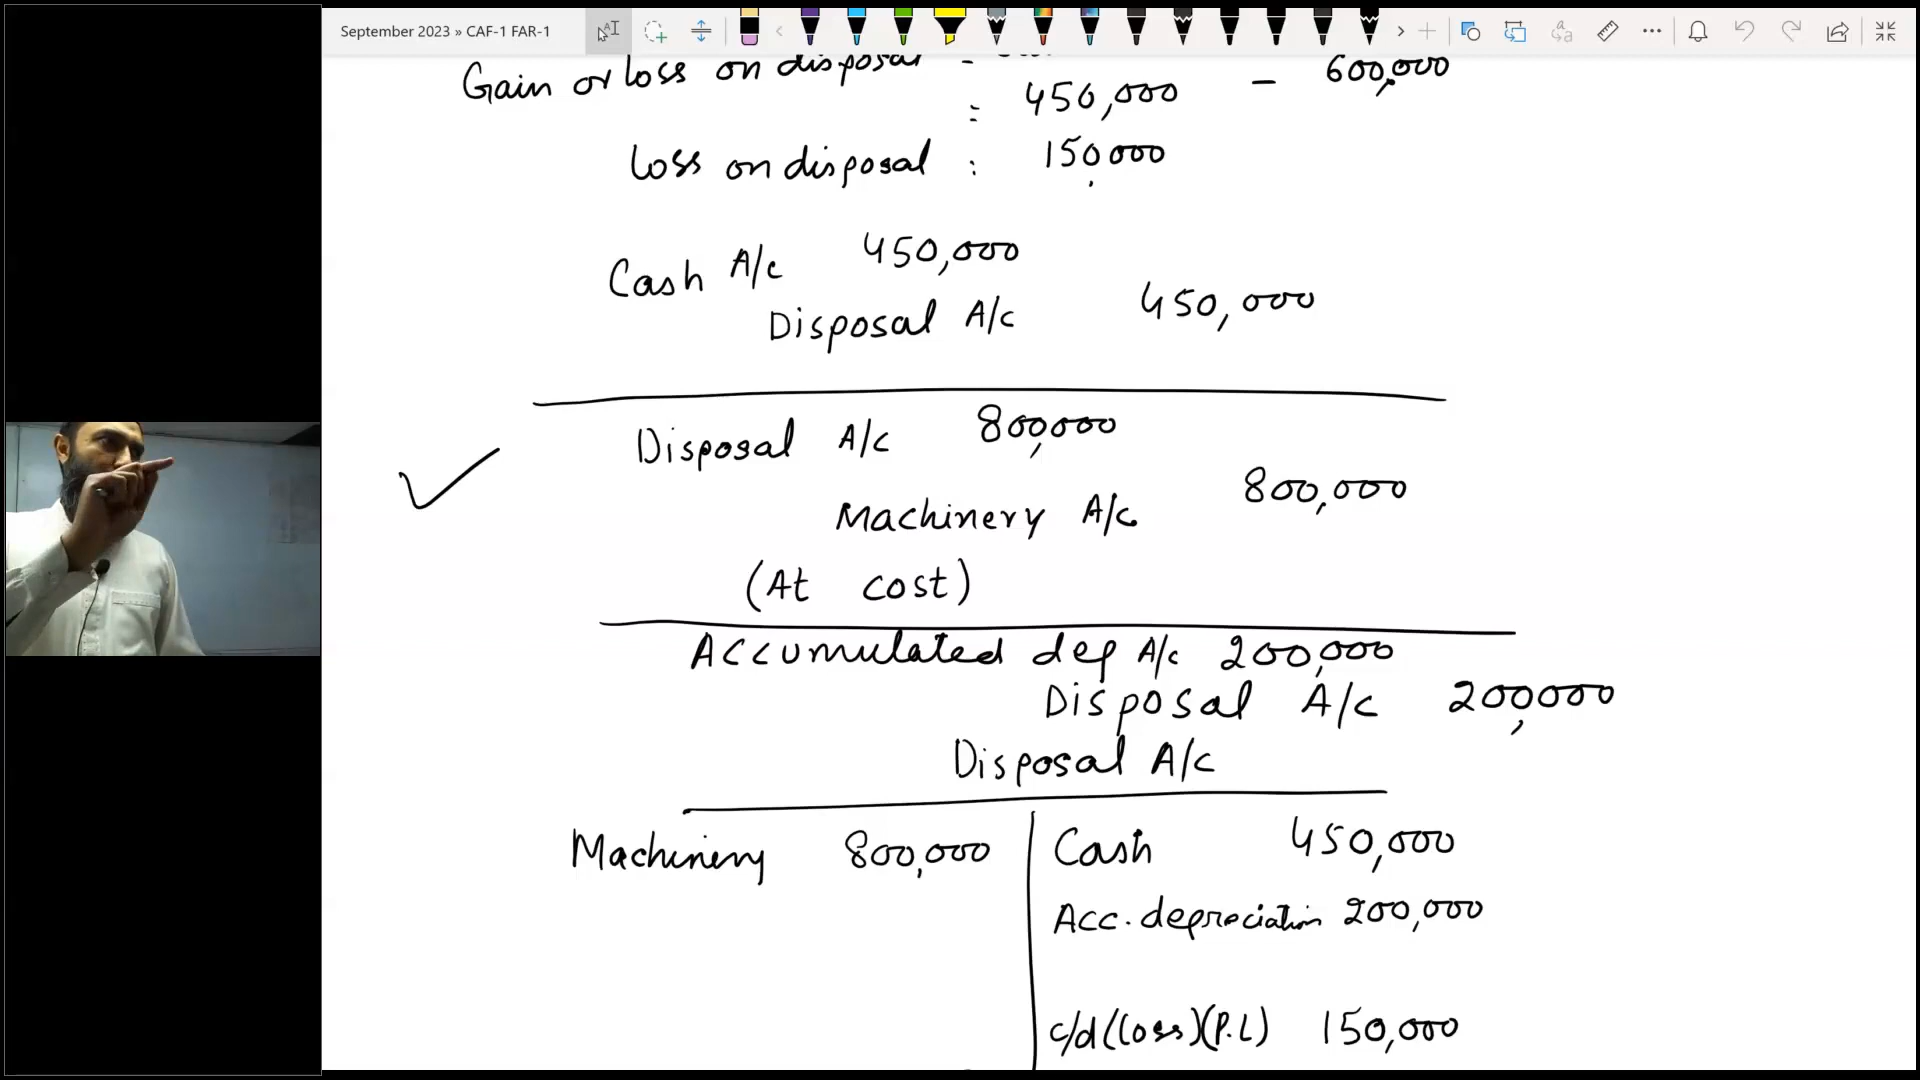 September 2023 » CAF-1 FAR-1
Gain or loss on disposal =
= 450,000 - 600,000
loss on disposal : 150,000
Cash A/c 450,000
Disposal A/c 450,000
Disposal A/c 800,000
Machinery A/c 800,000
(At cost)
Accumulated dep A/c 200,000
Disposal A/c 200,000
Disposal A/c
Machinery 800,000
Cash 450,000
Acc. depreciation 200,000
c/d (loss)(P.L) 150,000